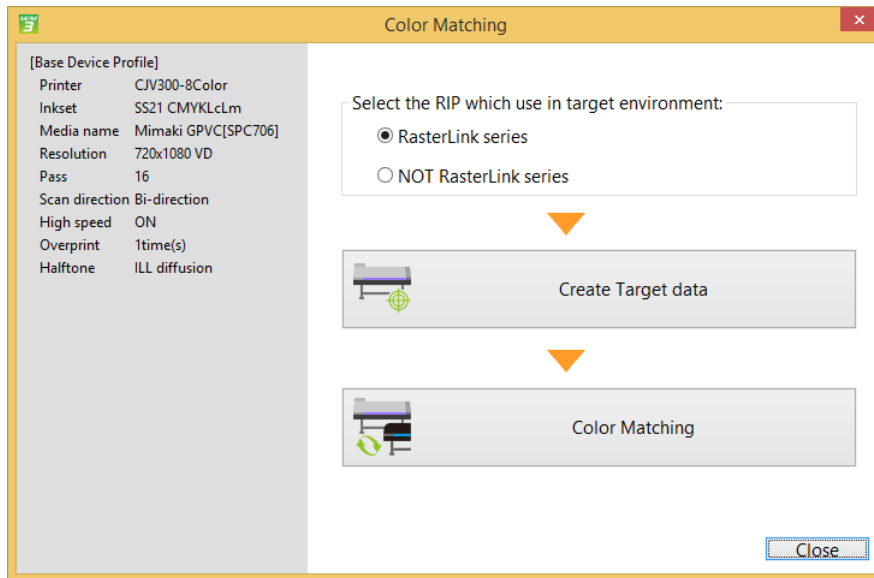 Color Matching
[Base Device Profile]
Printer CJV300-8Color
Inkset SS21 CMYKLcLm
Media name Mimaki GPVC[SPC706]
Resolution 720x1080 VD
Pass 16
Scan direction Bi-direction
High speed ON
Overprint 1time(s)
Halftone ILL diffusion
Select the RIP which use in target environment:
RasterLink series
NOT RasterLink series
Create Target data
Color Matching
Close